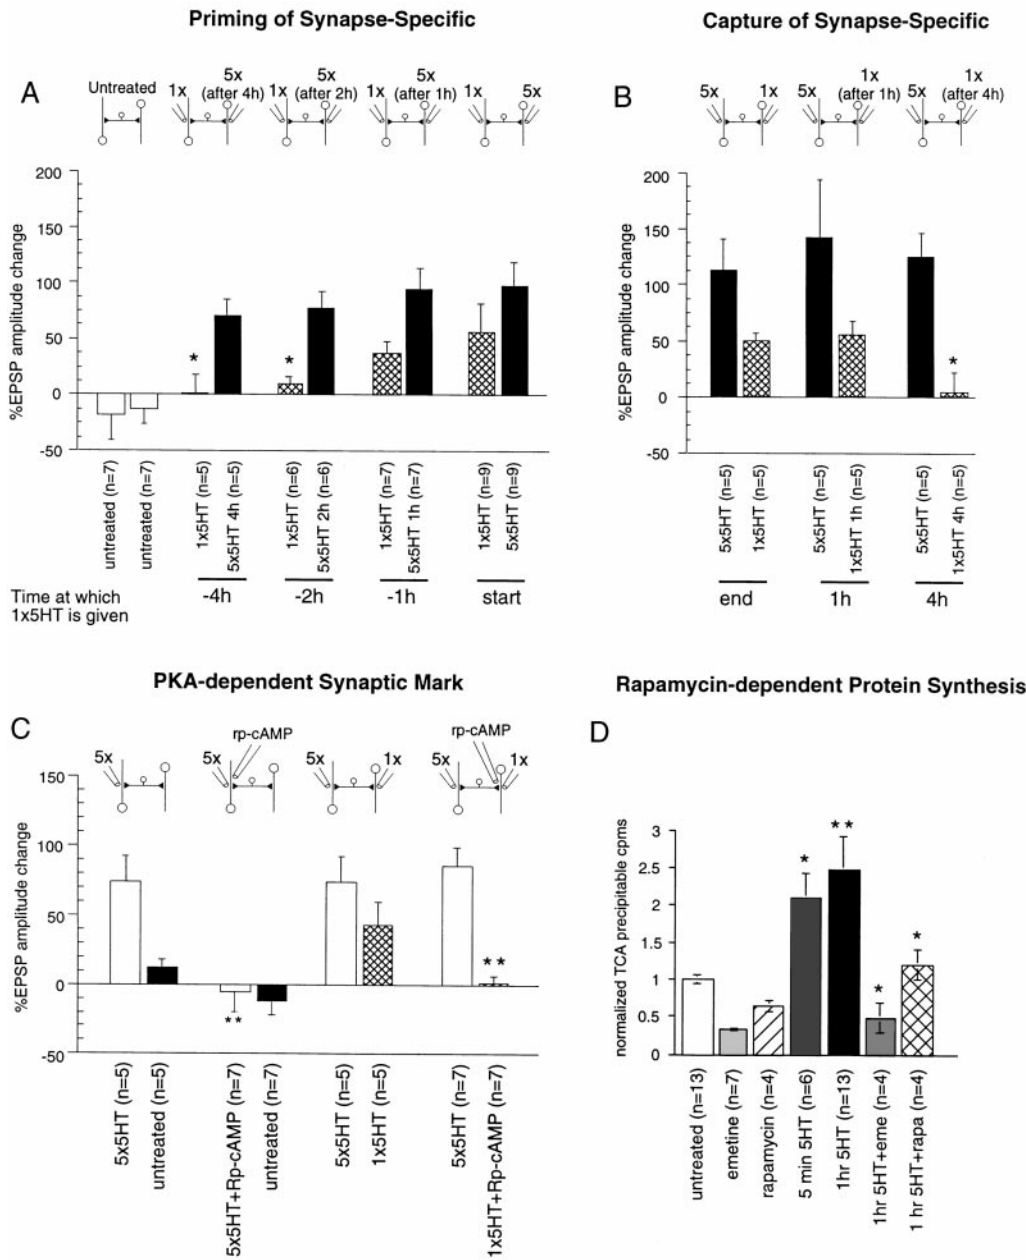 Priming of Synapse-Specific
Capture of Synapse-Specific
A
Untreated
1x
5x
(after 4h)
1x
5x
(after 2h)
1x
5x
(after 1h)
1x
5x
%EPSP amplitude change
200
150
100
50
0
-50
untreated (n=7)
untreated (n=7)
1x5HT (n=5)
5x5HT 4h (n=5)
1x5HT (n=6)
5x5HT 2h (n=6)
1x5HT (n=7)
5x5HT 1h (n=7)
1x5HT (n=9)
5x5HT (n=9)
*
*
Time at which
1x5HT is given
-4h
-2h
-1h
start
B
5x
1x
5x
1x
(after 1h)
5x
1x
(after 4h)
%EPSP amplitude change
200
150
100
50
0
-50
*
5x5HT (n=5)
1x5HT (n=5)
5x5HT (n=5)
1x5HT 1h (n=5)
5x5HT (n=5)
1x5HT 4h (n=5)
end
1h
4h
PKA-dependent Synaptic Mark
Rapamycin-dependent Protein Synthesis
C
5x
5x
rp-cAMP
5x
1x
5x
rp-cAMP
1x
%EPSP amplitude change
150
100
50
0
-50
**
**
5x5HT (n=5)
untreated (n=5)
5x5HT+Rp-cAMP (n=7)
untreated (n=7)
5x5HT (n=5)
1x5HT (n=5)
5x5HT (n=7)
1x5HT+Rp-cAMP (n=7)
D
normalized TCA precipitable cpms
3
2.5
2
1.5
1
0.5
0
*
**
*
*
untreated (n=13)
emetine (n=7)
rapamycin (n=4)
5 min 5HT (n=6)
1hr 5HT (n=13)
1hr 5HT+eme (n=4)
1 hr 5HT+rapa (n=4)